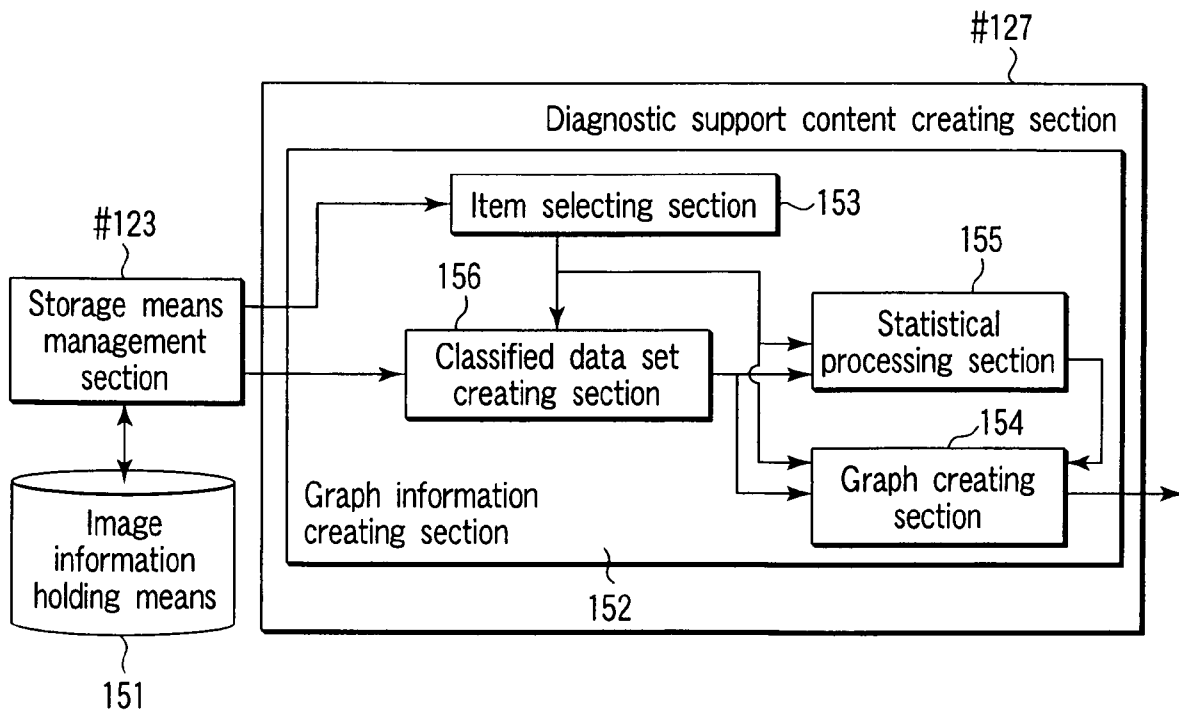 #127
Diagnostic support content creating section
Item selecting section
153
#123
Storage means
management
section
156
Classified data set
creating section
155
Statistical
processing section
154
Graph creating
section
Graph information
creating section
152
Image
information
holding means
151